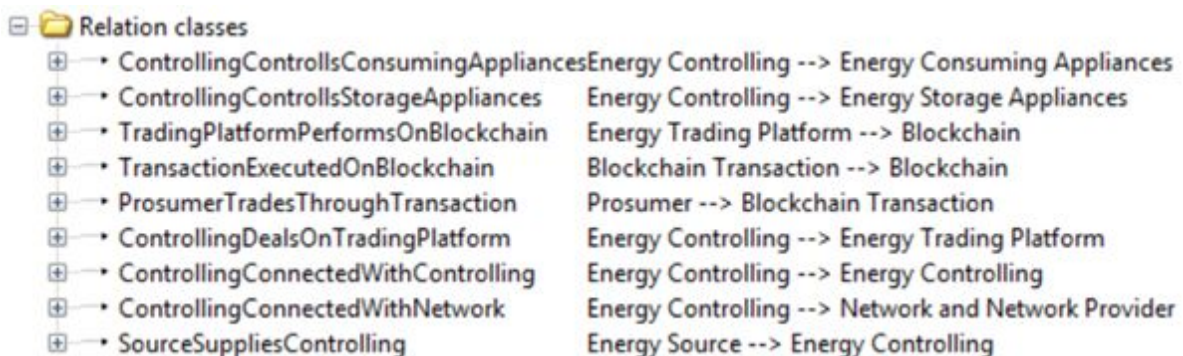 Relation classes
ControllingControllsConsumingAppliancesEnergy Controlling --> Energy Consuming Appliances
ControllingControllsStorageAppliances Energy Controlling --> Energy Storage Appliances
TradingPlatformPerformsOnBlockchain Energy Trading Platform --> Blockchain
TransactionExecutedOnBlockchain Blockchain Transaction --> Blockchain
ProsumerTradesThroughTransaction Prosumer --> Blockchain Transaction
ControllingDealsOnTradingPlatform Energy Controlling --> Energy Trading Platform
ControllingConnectedWithControlling Energy Controlling --> Energy Controlling
ControllingConnectedWithNetwork Energy Controlling --> Network and Network Provider
SourceSuppliesControlling Energy Source --> Energy Controlling